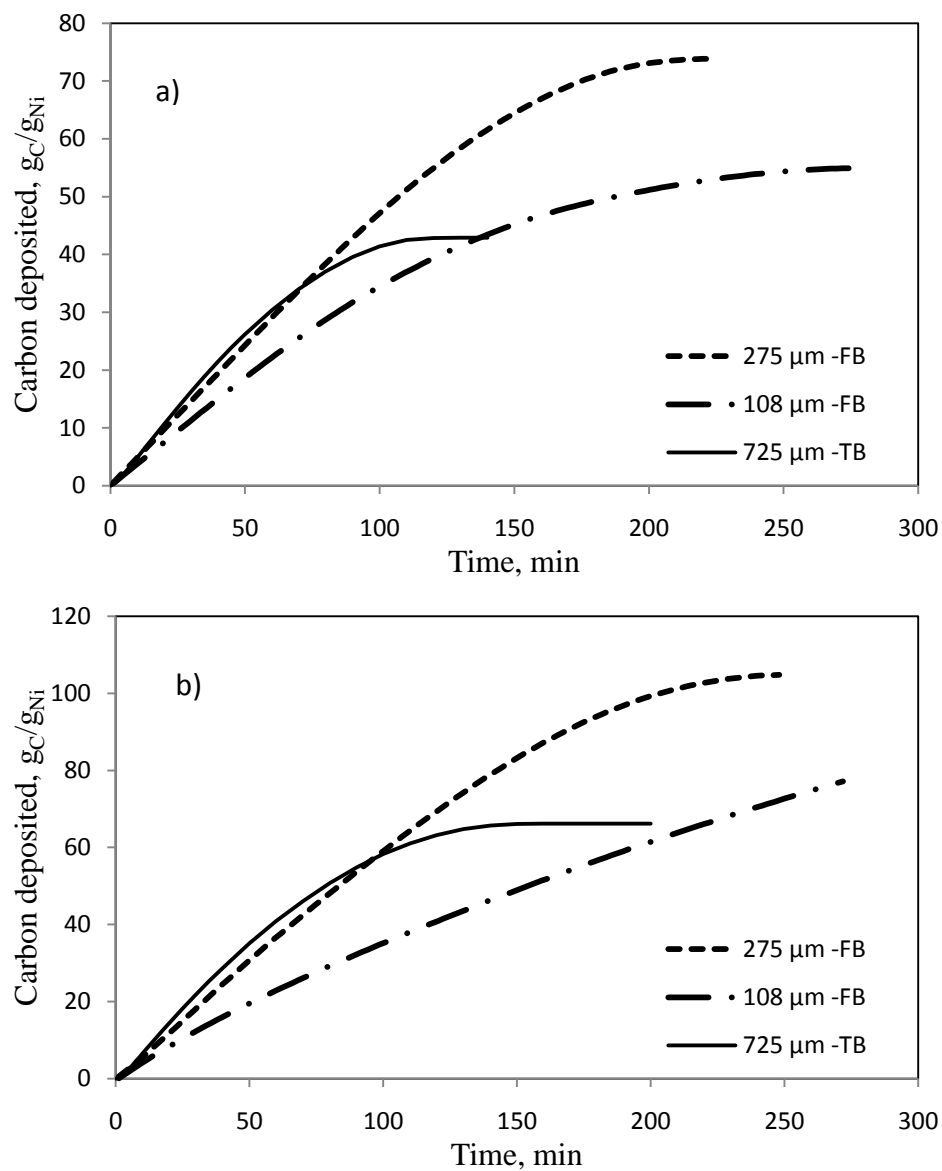 a)
Carbon deposited, gC/gNi
80
70
60
50
40
30
20
10
0
275 µm -FB
108 µm -FB
725 µm -TB
0 50 100 150 200 250 300
Time, min
b)
Carbon deposited, gC/gNi
120
100
80
60
40
20
0
275 µm -FB
108 µm -FB
725 µm -TB
0 50 100 150 200 250 300
Time, min